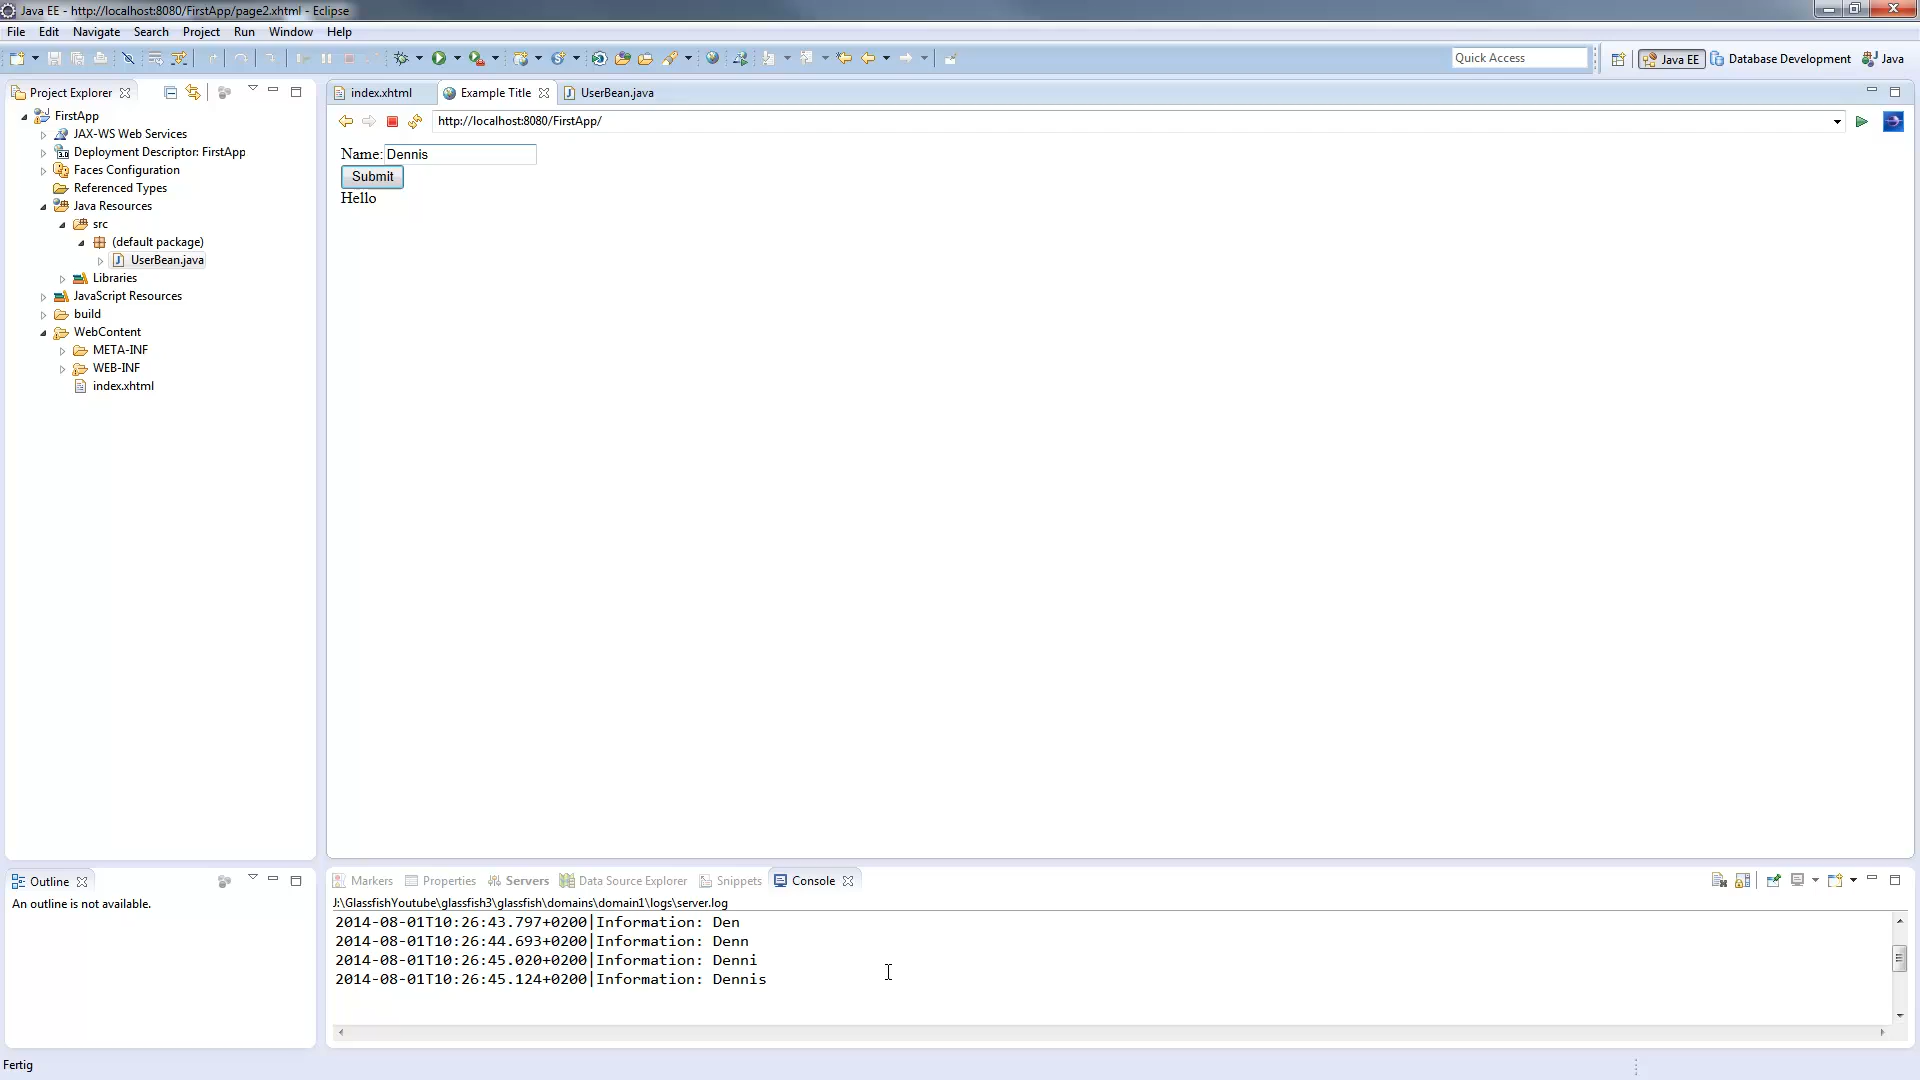 Java EE - http://localhost:8080/FirstApp/page2.xhtml - Eclipse
File Edit Navigate Search Project Run Window Help
Quick Access
Java EE
Database Development
Java
Project Explorer
FirstApp
JAX-WS Web Services
Deployment Descriptor: FirstApp
Faces Configuration
Referenced Types
Java Resources
src
(default package)
UserBean.java
Libraries
JavaScript Resources
build
WebContent
META-INF
WEB-INF
index.xhtml
index.xhtml
Example Title
UserBean.java
http://localhost:8080/FirstApp/
Name: Dennis
Submit
Hello
Outline
An outline is not available.
Markers
Properties
Servers
Data Source Explorer
Snippets
Console
J:\GlassfishYoutube\glassfish3\glassfish\domains\domain1\logs\server.log
2014-08-01T10:26:43.797+0200|Information: Den
2014-08-01T10:26:44.693+0200|Information: Denn
2014-08-01T10:26:45.020+0200|Information: Denni
2014-08-01T10:26:45.124+0200|Information: Dennis
Fertig